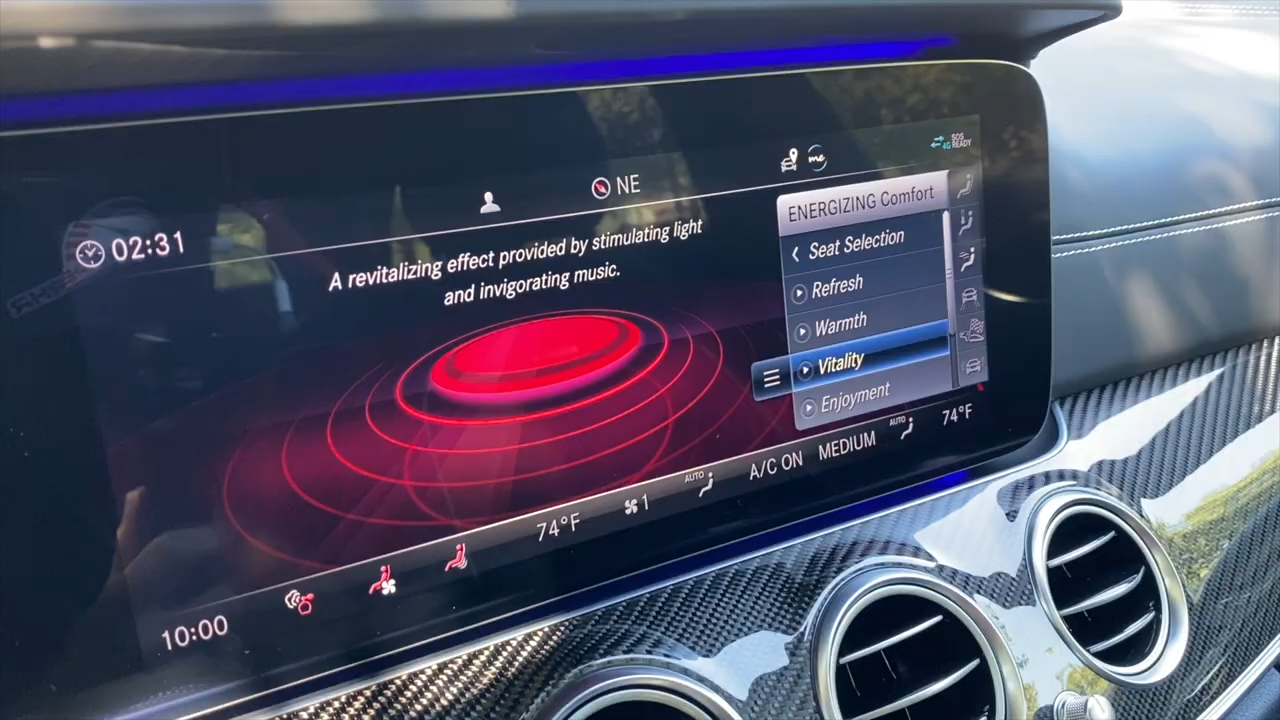 4G
SOS
READY
me
NE
02:31
A revitalizing effect provided by stimulating light
and invigorating music.
ENERGIZING Comfort
Seat Selection
Refresh
Warmth
Vitality
Enjoyment
10:00
74°F
1
AUTO
A/C ON
MEDIUM
AUTO
74°F